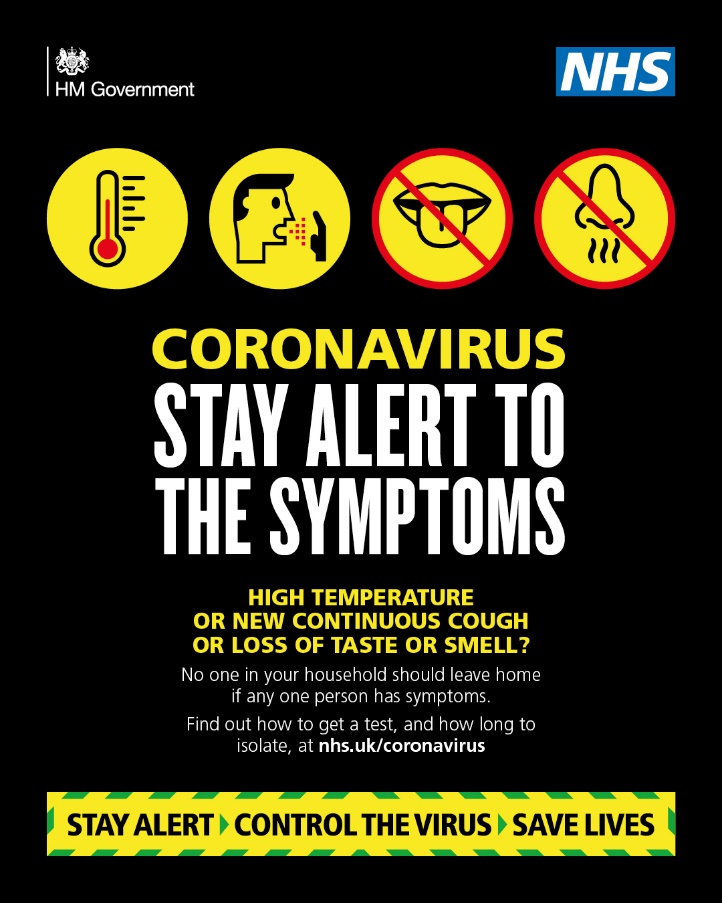 HM Government
NHS
CORONAVIRUS
STAY ALERT TO
THE SYMPTOMS
HIGH TEMPERATURE
OR NEW CONTINUOUS COUGH
OR LOSS OF TASTE OR SMELL?
No one in your household should leave home
if any one person has symptoms.
Find out how to get a test, and how long to
isolate, at nhs.uk/coronavirus
STAY ALERT CONTROL THE VIRUS SAVE LIVES